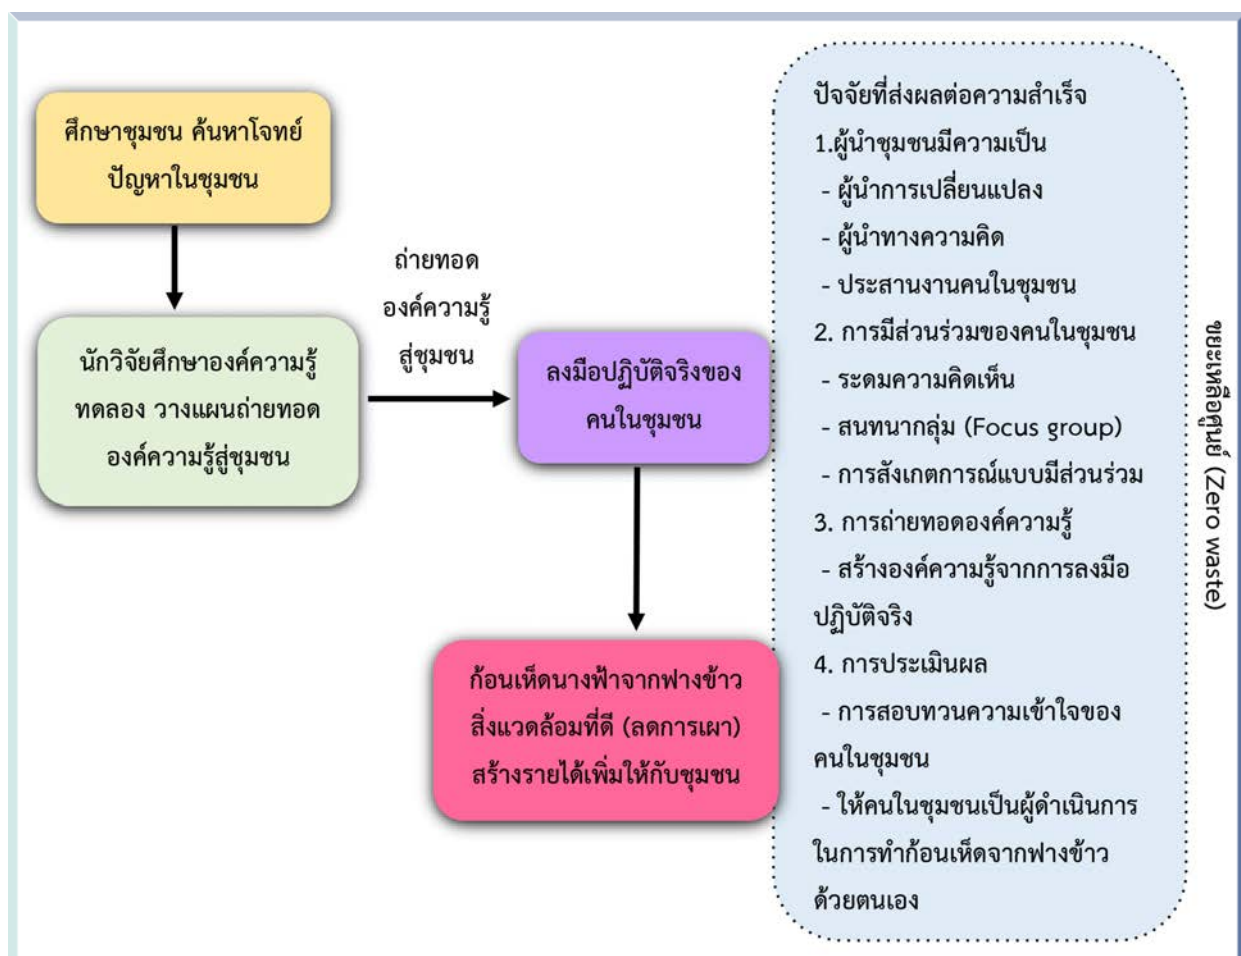 ศึกษาชุมชน ค้นหาโจทย์
ปัญหาในชุมชน
นักวิจัยศึกษาองค์ความรู้
ทดลอง วางแผนถ่ายทอด
องค์ความรู้สู่ชุมชน
ถ่ายทอด
องค์ความรู้
สู่ชุมชน
ลงมือปฏิบัติจริงของ
คนในชุมชน
ก้อนเห็ดนางฟ้าจากฟางข้าว
สิ่งแวดล้อมที่ดี (ลดการเผา)
สร้างรายได้เพิ่มให้กับชุมชน
ปัจจัยที่ส่งผลต่อความสำเร็จ
1.ผู้นำชุมชนมีความเป็น
- ผู้นำการเปลี่ยนแปลง
- ผู้นำทางความคิด
- ประสานงานคนในชุมชน
2. การมีส่วนร่วมของคนในชุมชน
- ระดมความคิดเห็น
- สนทนากลุ่ม (Focus group)
- การสังเกตการณ์แบบมีส่วนร่วม
3. การถ่ายทอดองค์ความรู้
- สร้างองค์ความรู้จากการลงมือ
ปฏิบัติจริง
4. การประเมินผล
- การสอบทวนความเข้าใจของ
คนในชุมชน
- ให้คนในชุมชนเป็นผู้ดำเนินการ
ในการทำก้อนเห็ดจากฟางข้าว
ด้วยตนเอง
ขยะเหลือศูนย์ (Zero waste)